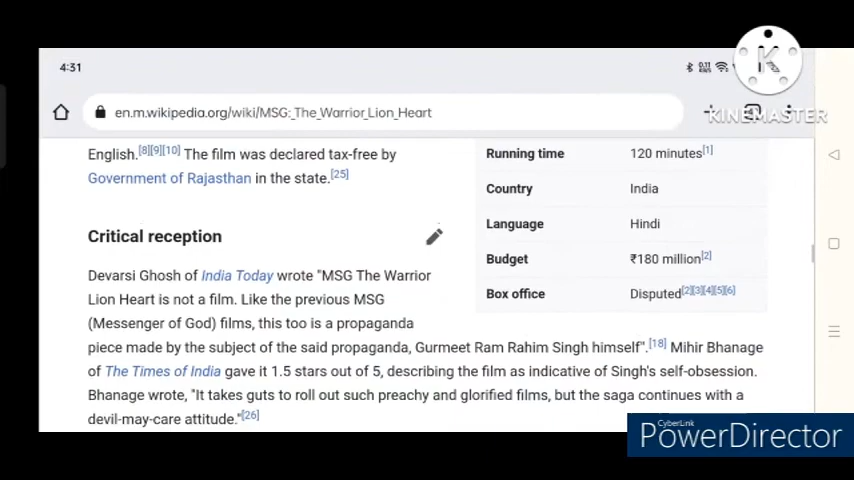 4:31
KINEMASTER
en.m.wikipedia.org/wiki/MSG:_The_Warrior_Lion_Heart
English.[8][9][10] The film was declared tax-free by
Government of Rajasthan in the state.[25]
Running time 120 minutes[1]
Country India
Language Hindi
Budget ₹180 million[2]
Box office Disputed[2][3][4][5][6]
Critical reception
Devarsi Ghosh of India Today wrote "MSG The Warrior
Lion Heart is not a film. Like the previous MSG
(Messenger of God) films, this too is a propaganda
piece made by the subject of the said propaganda, Gurmeet Ram Rahim Singh himself".[18] Mihir Bhanage
of The Times of India gave it 1.5 stars out of 5, describing the film as indicative of Singh's self-obsession.
Bhanage wrote, "It takes guts to roll out such preachy and glorified films, but the saga continues with a
devil-may-care attitude."[26]
CyberLink
PowerDirector